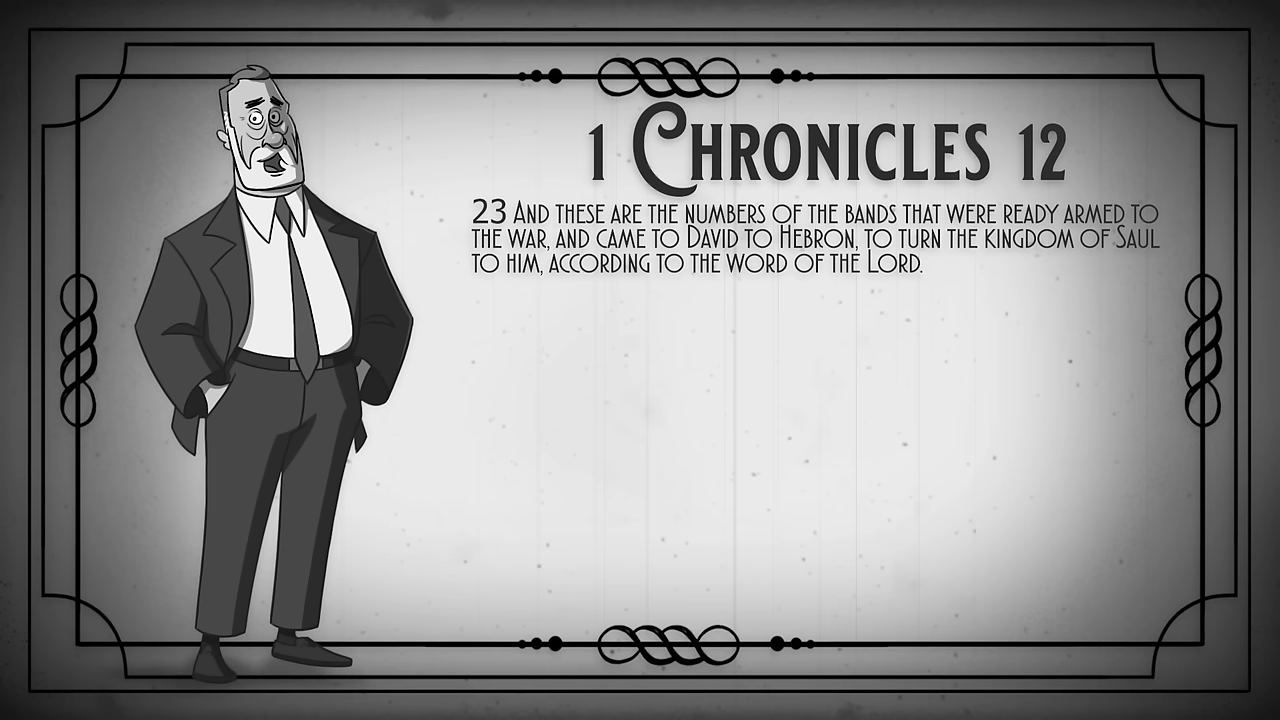 1 Chronicles 12
23 And these are the numbers of the bands that were ready armed to
the war, and came to David to Hebron, to turn the kingdom of Saul
to him, according to the word of the Lord.